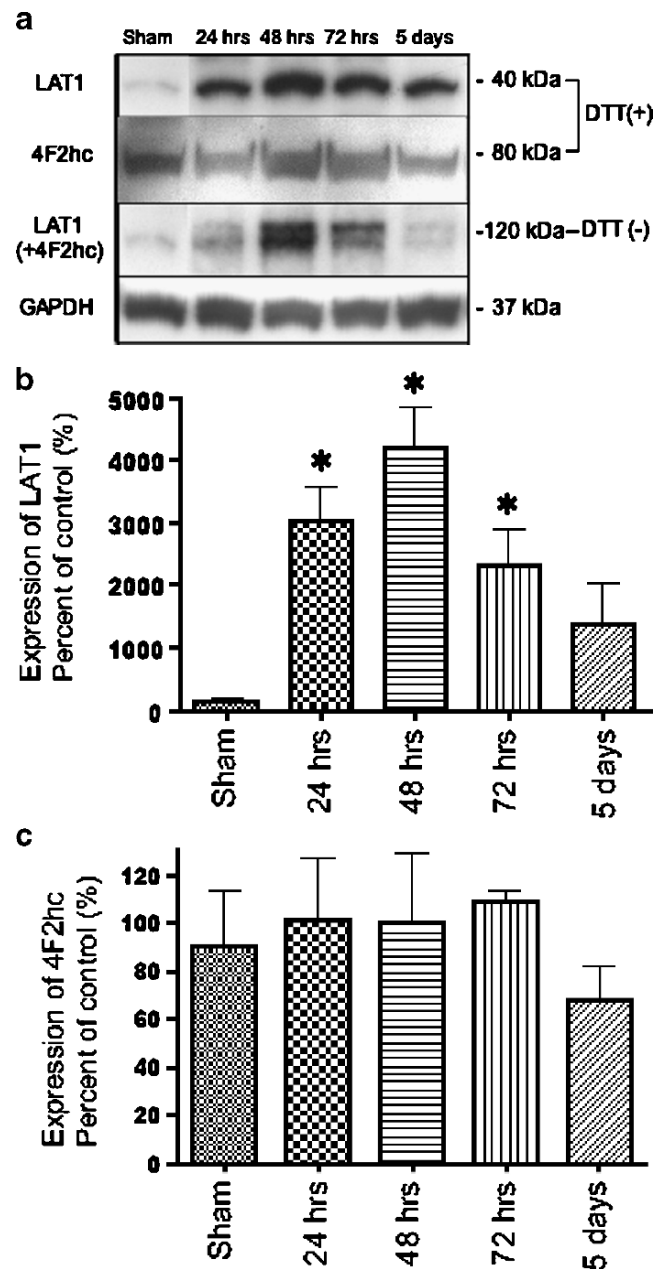 a
Sham 24 hrs 48 hrs 72 hrs 5 days
LAT1 - 40 kDa
DTT(+)
4F2hc - 80 kDa
LAT1
(+4F2hc) -120 kDa–DTT (-)
GAPDH - 37 kDa
b
Expression of LAT1
Percent of control (%)
5000
4000
3000
2000
1000
0
* * *
Sham 24 hrs 48 hrs 72 hrs 5 days
c
Expression of 4F2hc
Percent of control (%)
120
100
80
60
40
20
0
Sham 24 hrs 48 hrs 72 hrs 5 days